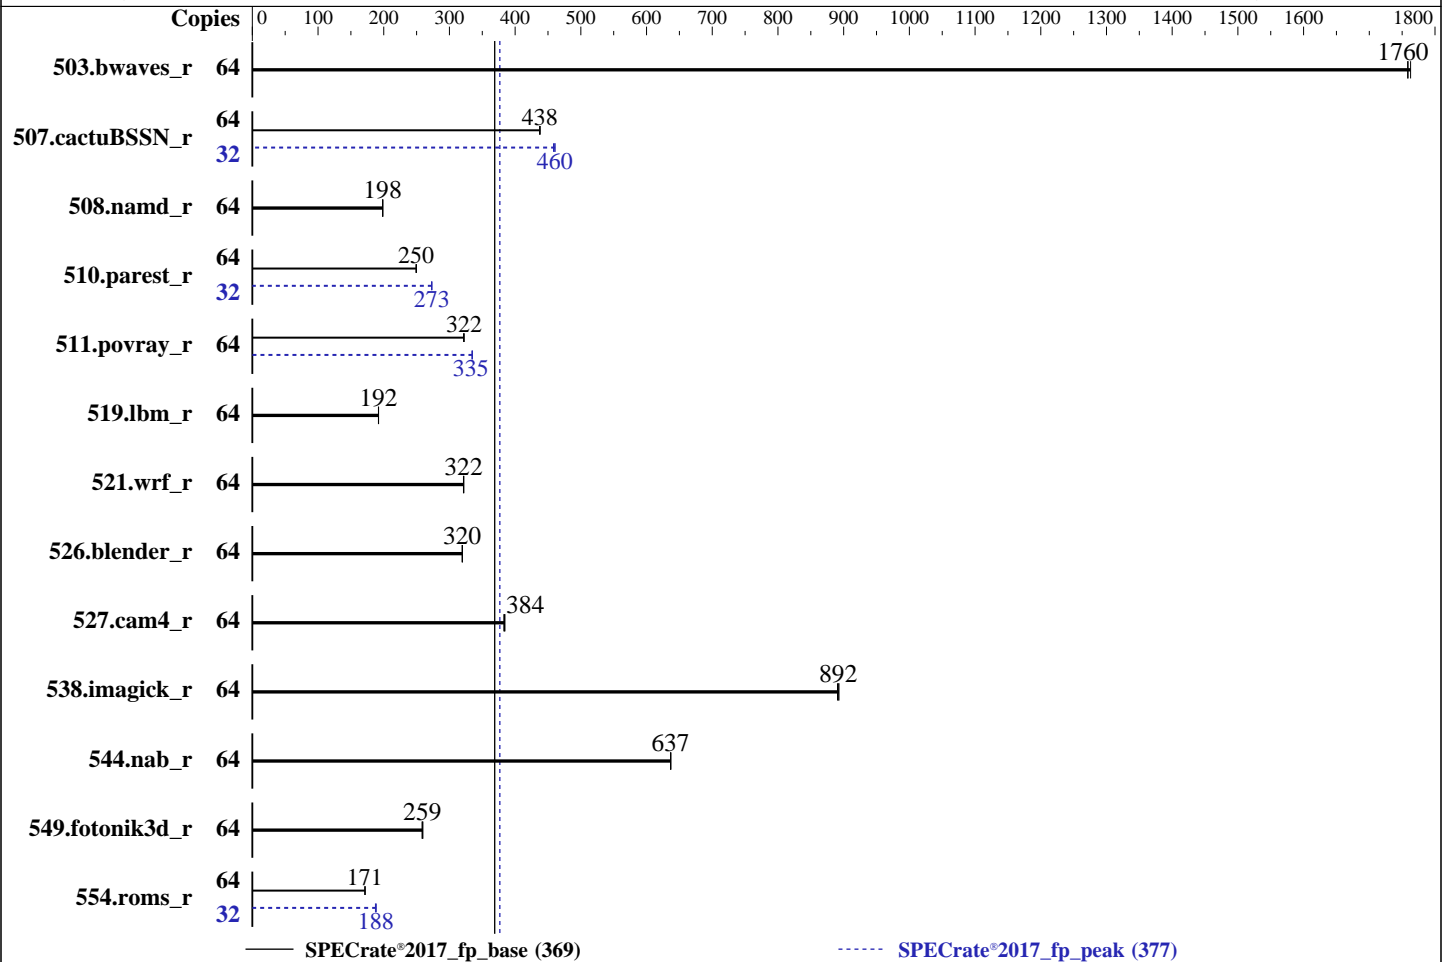 Copies 0 100 200 300 400 500 600 700 800 900 1000 1100 1200 1300 1400 1500 1600 1800
503.bwaves_r 64 1760
507.cactuBSSN_r 64 438
32 460
508.namd_r 64 198
510.parest_r 64 250
32 273
511.povray_r 64 322
335
519.lbm_r 64 192
521.wrf_r 64 322
526.blender_r 64 320
527.cam4_r 64 384
538.imagick_r 64 892
544.nab_r 64 637
549.fotonik3d_r 64 259
554.roms_r 64 171
32 188
SPECrate®2017_fp_base (369) SPECrate®2017_fp_peak (377)